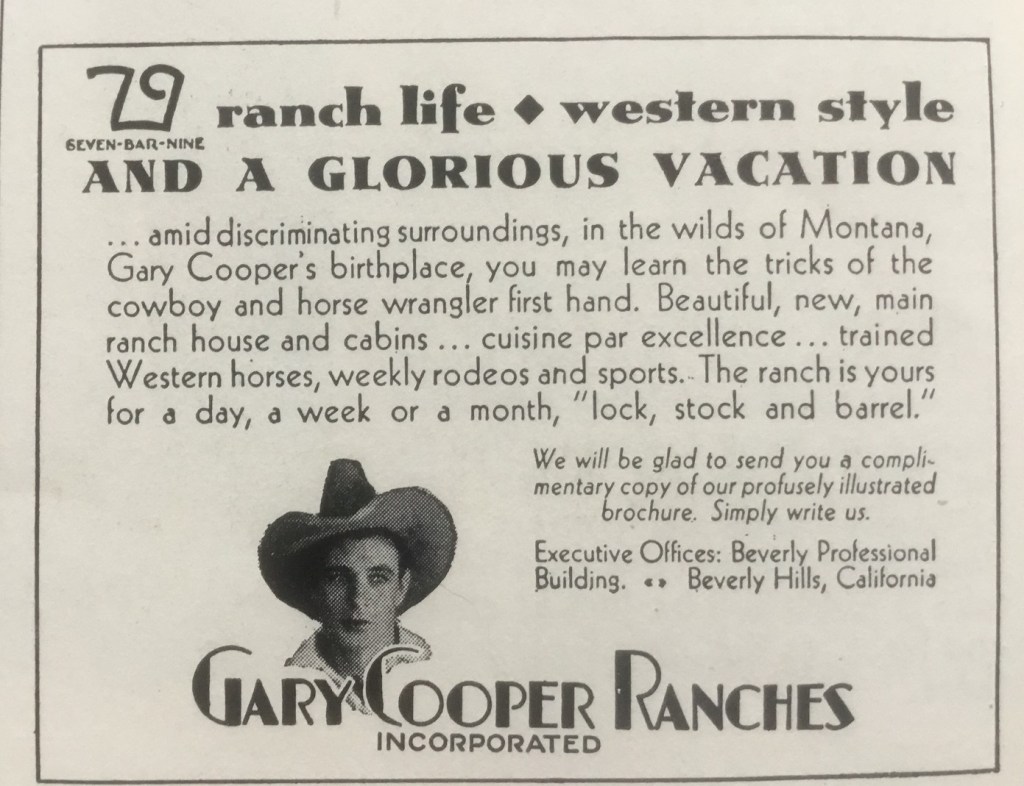 79
SEVEN-BAR-NINE
ranch life ♦ western style
AND A GLORIOUS VACATION
... amid discriminating surroundings, in the wilds of Montana,
Gary Cooper's birthplace, you may learn the tricks of the
cowboy and horse wrangler first hand. Beautiful, new, main
ranch house and cabins ... cuisine par excellence ... trained
Western horses, weekly rodeos and sports. The ranch is yours
for a day, a week or a month, "lock, stock and barrel."
We will be glad to send you a compli-
mentary copy of our profusely illustrated
brochure. Simply write us.
Executive Offices: Beverly Professional
Building. «» Beverly Hills, California
GARY COOPER RANCHES
INCORPORATED